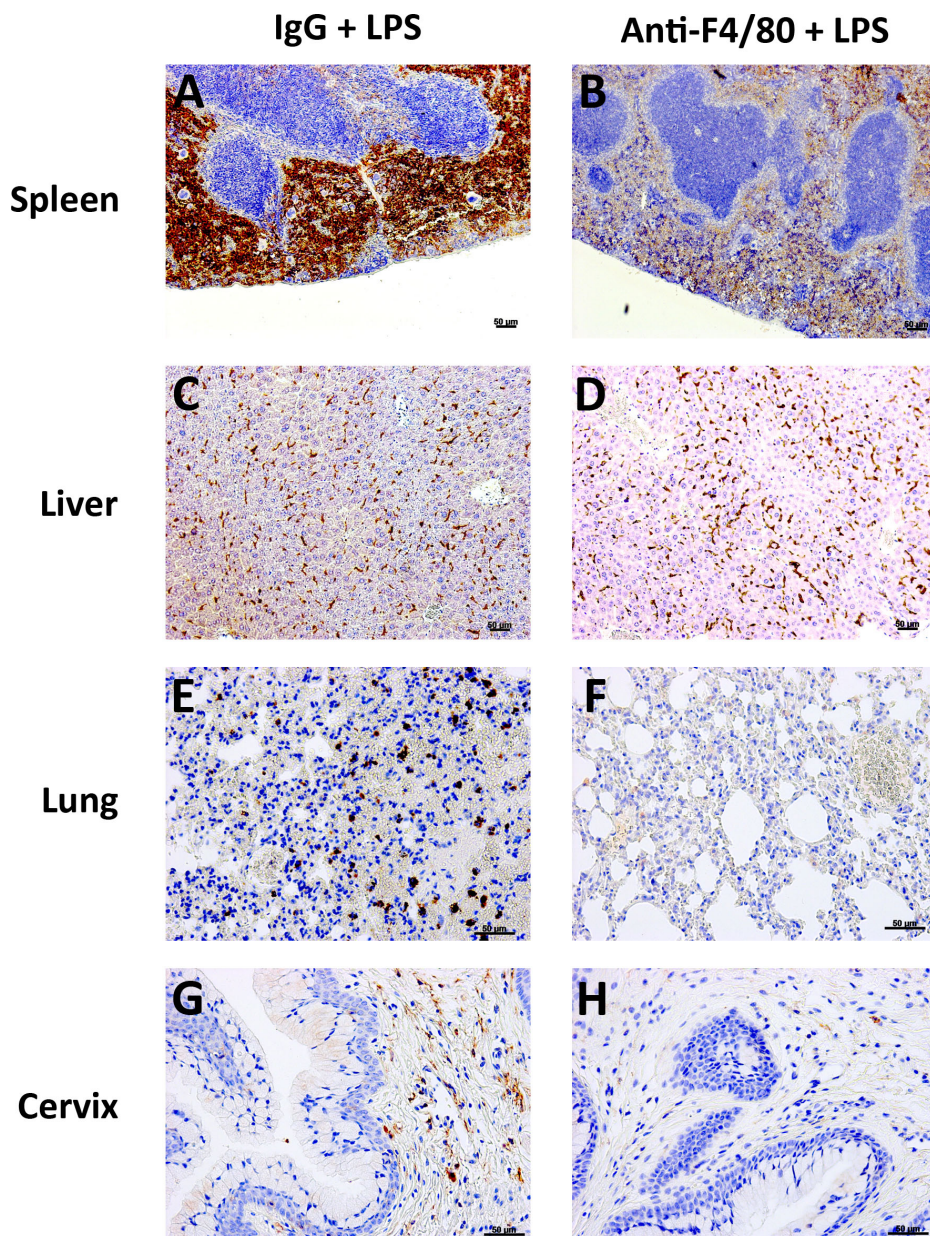 IgG + LPS
Anti-F4/80 + LPS
Spleen
A
50 µm
B
50 µm
Liver
C
50 µm
D
50 µm
Lung
E
50 µm
F
50 µm
Cervix
G
50 µm
H
50 µm